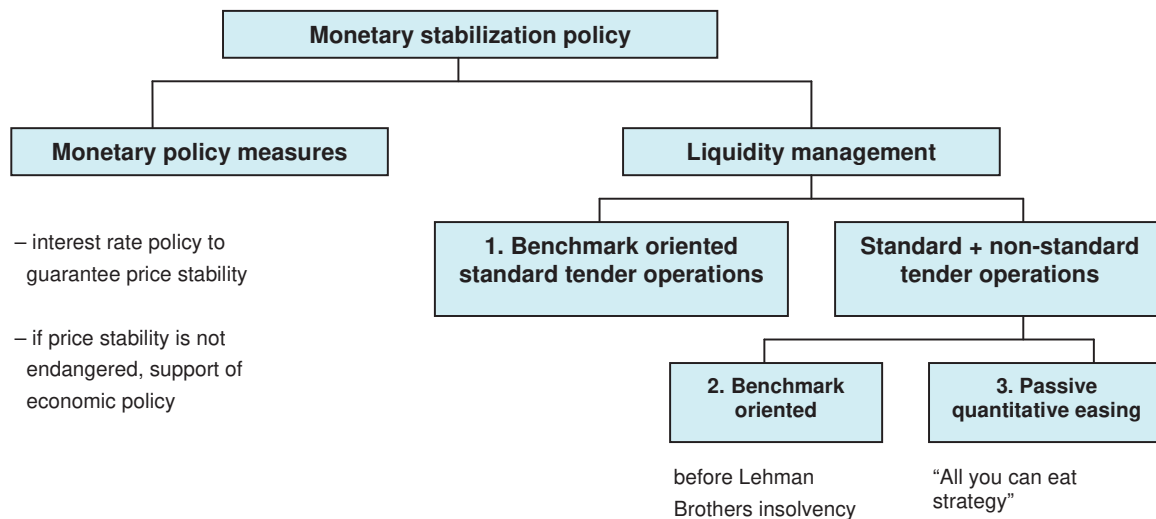 Monetary stabilization policy
Monetary policy measures
Liquidity management
– interest rate policy to
guarantee price stability
– if price stability is not
endangered, support of
economic policy
1. Benchmark oriented
standard tender operations
Standard + non-standard
tender operations
2. Benchmark
oriented
3. Passive
quantitative easing
before Lehman
Brothers insolvency
“All you can eat
strategy”